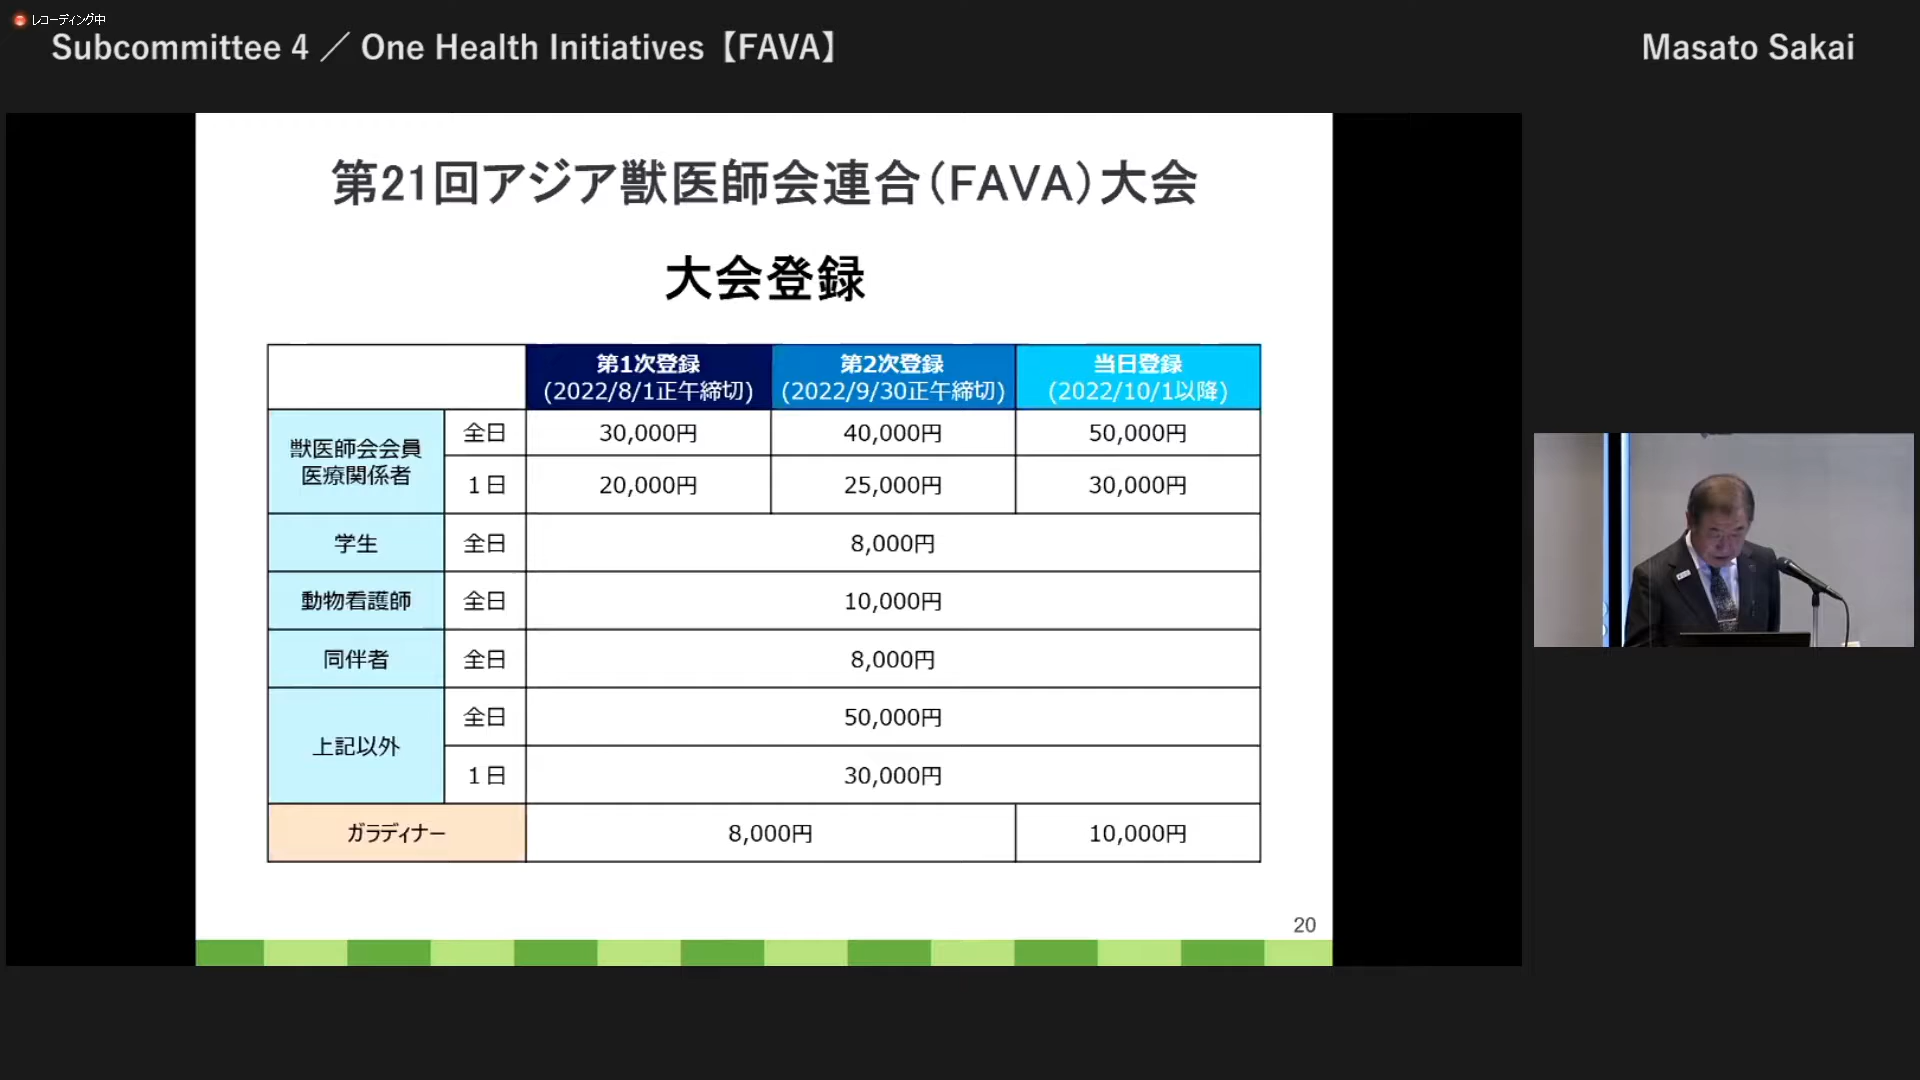 レコーディング中
Subcommittee 4 ／ One Health Initiatives【FAVA】
Masato Sakai
第21回アジア獣医師会連合（FAVA）大会
大会登録
第1次登録
(2022/8/1正午締切)
第2次登録
(2022/9/30正午締切)
当日登録
(2022/10/1以降)
獣医師会会員
医療関係者
全日
30,000円
40,000円
50,000円
１日
20,000円
25,000円
30,000円
学生
全日
8,000円
動物看護師
全日
10,000円
同伴者
全日
8,000円
上記以外
全日
50,000円
１日
30,000円
ガラディナー
8,000円
10,000円
20